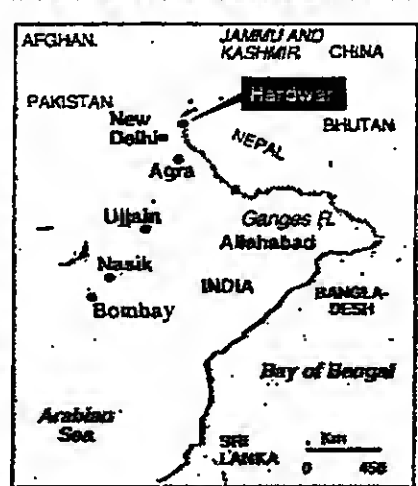 AFGHAN.
JAMMU AND
KASHMIR
CHINA
Hardwar
PAKISTAN
New
Delhi
NEPAL
BHUTAN
Agra
Ujjain
Ganges R.
Allahabad
Nasik
INDIA
BANGLA-
DESH
Bombay
Bay of Bengal
Arabian
Sea
SRI
LANKA
Km
0 450